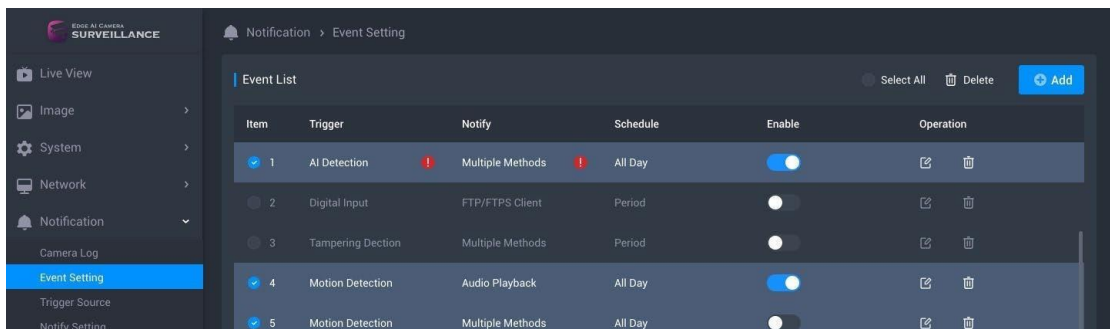 EDGE AI CAMERA
SURVEILLANCE
Notification > Event Setting
Live View
Image
System
Network
Notification
Camera Log
Event Setting
Trigger Source
Notify Setting
Event List
Select All Delete Add
Item Trigger Notify Schedule Enable Operation
1 AI Detection ! Multiple Methods ! All Day
2 Digital Input FTP/FTPS Client Period
3 Tampering Dection Multiple Methods Period
4 Motion Detection Audio Playback All Day
5 Motion Detection Multiple Methods All Day